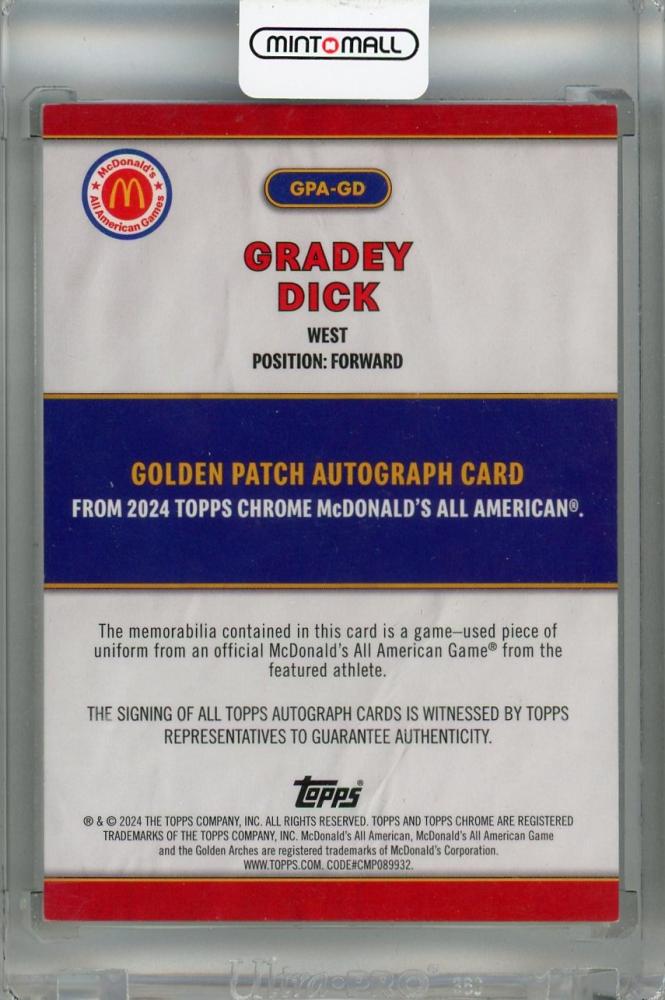 MINTOMALL
McDonald's
All American Games
GPA-GD
GRADEY
DICK
WEST
POSITION: FORWARD
GOLDEN PATCH AUTOGRAPH CARD
FROM 2024 TOPPS CHROME McDONALD'S ALL AMERICAN®.
The memorabilia contained in this card is a game–used piece of
uniform from an official McDonald's All American Game® from the
featured athlete.
THE SIGNING OF ALL TOPPS AUTOGRAPH CARDS IS WITNESSED BY TOPPS
REPRESENTATIVES TO GUARANTEE AUTHENTICITY.
topps®
® & © 2024 THE TOPPS COMPANY, INC. ALL RIGHTS RESERVED. TOPPS AND TOPPS CHROME ARE REGISTERED
TRADEMARKS OF THE TOPPS COMPANY, INC. McDonald's All American, McDonald's All American Game
and the Golden Arches are registered trademarks of McDonald's Corporation.
WWW.TOPPS.COM. CODE#CMP089932.
Ultra PRO®